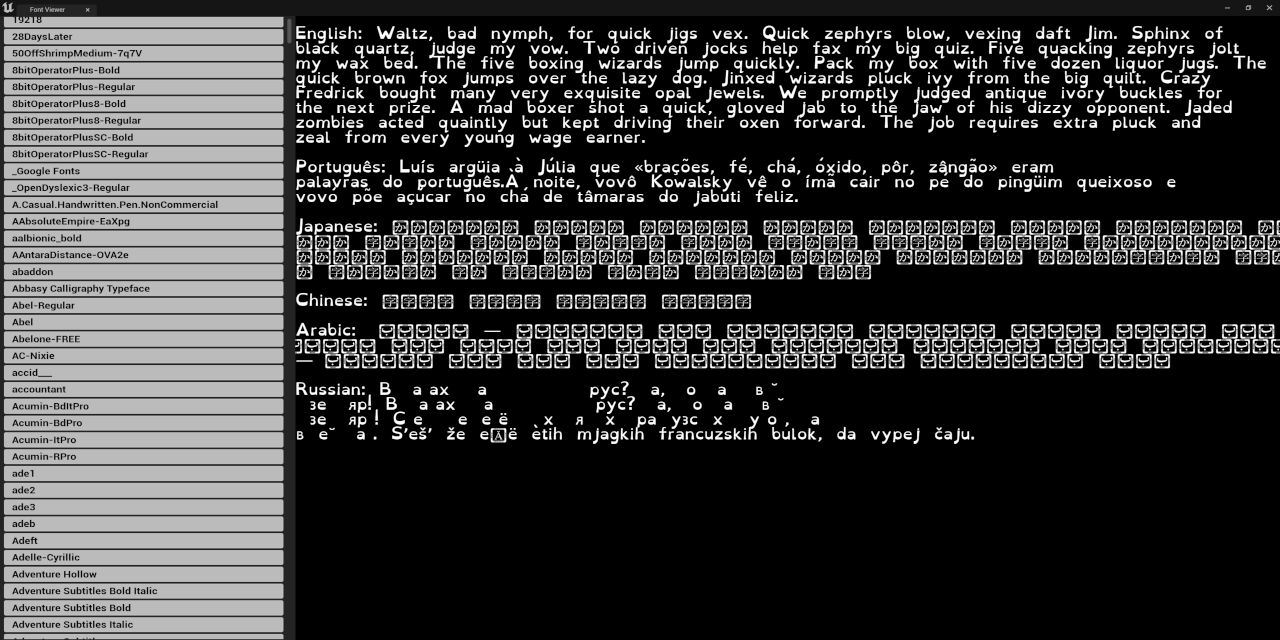 Font Viewer
19218
28DaysLater
50OffShrimpMedium-7q7V
8bitOperatorPlus-Bold
8bitOperatorPlus-Regular
8bitOperatorPlus8-Bold
8bitOperatorPlus8-Regular
8bitOperatorPlusSC-Bold
8bitOperatorPlusSC-Regular
_Google Fonts
_OpenDyslexic3-Regular
A.Casual.Handwritten.Pen.NonCommercial
AAbsoluteEmpire-EaXpg
aalbionic_bold
AAntaraDistance-OVA2e
abaddon
Abbasy Calligraphy Typeface
Abel-Regular
Abel
Abelone-FREE
AC-Nixie
accid___
accountant
Acumin-BdItPro
Acumin-BdPro
Acumin-ItPro
Acumin-RPro
ade1
ade2
ade3
adeb
Adeft
Adelle-Cyrillic
Adventure Hollow
Adventure Subtitles Bold Italic
Adventure Subtitles Bold
Adventure Subtitles Italic
English: Waltz, bad nymph, for quick jigs vex. Quick zephyrs blow, vexing daft Jim. Sphinx of
black quartz, judge my vow. Two driven jocks help fax my big quiz. Five quacking zephyrs jolt
my wax bed. The five boxing wizards jump quickly. Pack my box with five dozen liquor jugs. The
quick brown fox jumps over the lazy dog. Jinxed wizards pluck ivy from the big quilt. Crazy
Fredrick bought many very exquisite opal jewels. We promptly judged antique ivory buckles for
the next prize. A mad boxer shot a quick, gloved jab to the jaw of his dizzy opponent. Jaded
zombies acted quaintly but kept driving their oxen forward. The job requires extra pluck and
zeal from every young wage earner.
Português: Luís argüia à Júlia que «brações, fé, chá, óxido, pôr, zângão» eram
palavras do português.À noite, vovô Kowalsky vê o ímã cair no pé do pingüim queixoso e
vovó põe açúcar no chá de tâmaras do jabuti feliz.
Japanese:
Chinese:
Arabic: —
—
Russian: В а ах а рус? а, о а в ˘
зе яр! В а ах а рус? а, о а в ˘
зе яр! С е е е ё х я х ра узс х у о, а
в е˘ а. S'eš' že e ë ètih mjagkih francuzskih bulok, da vypej čaju.